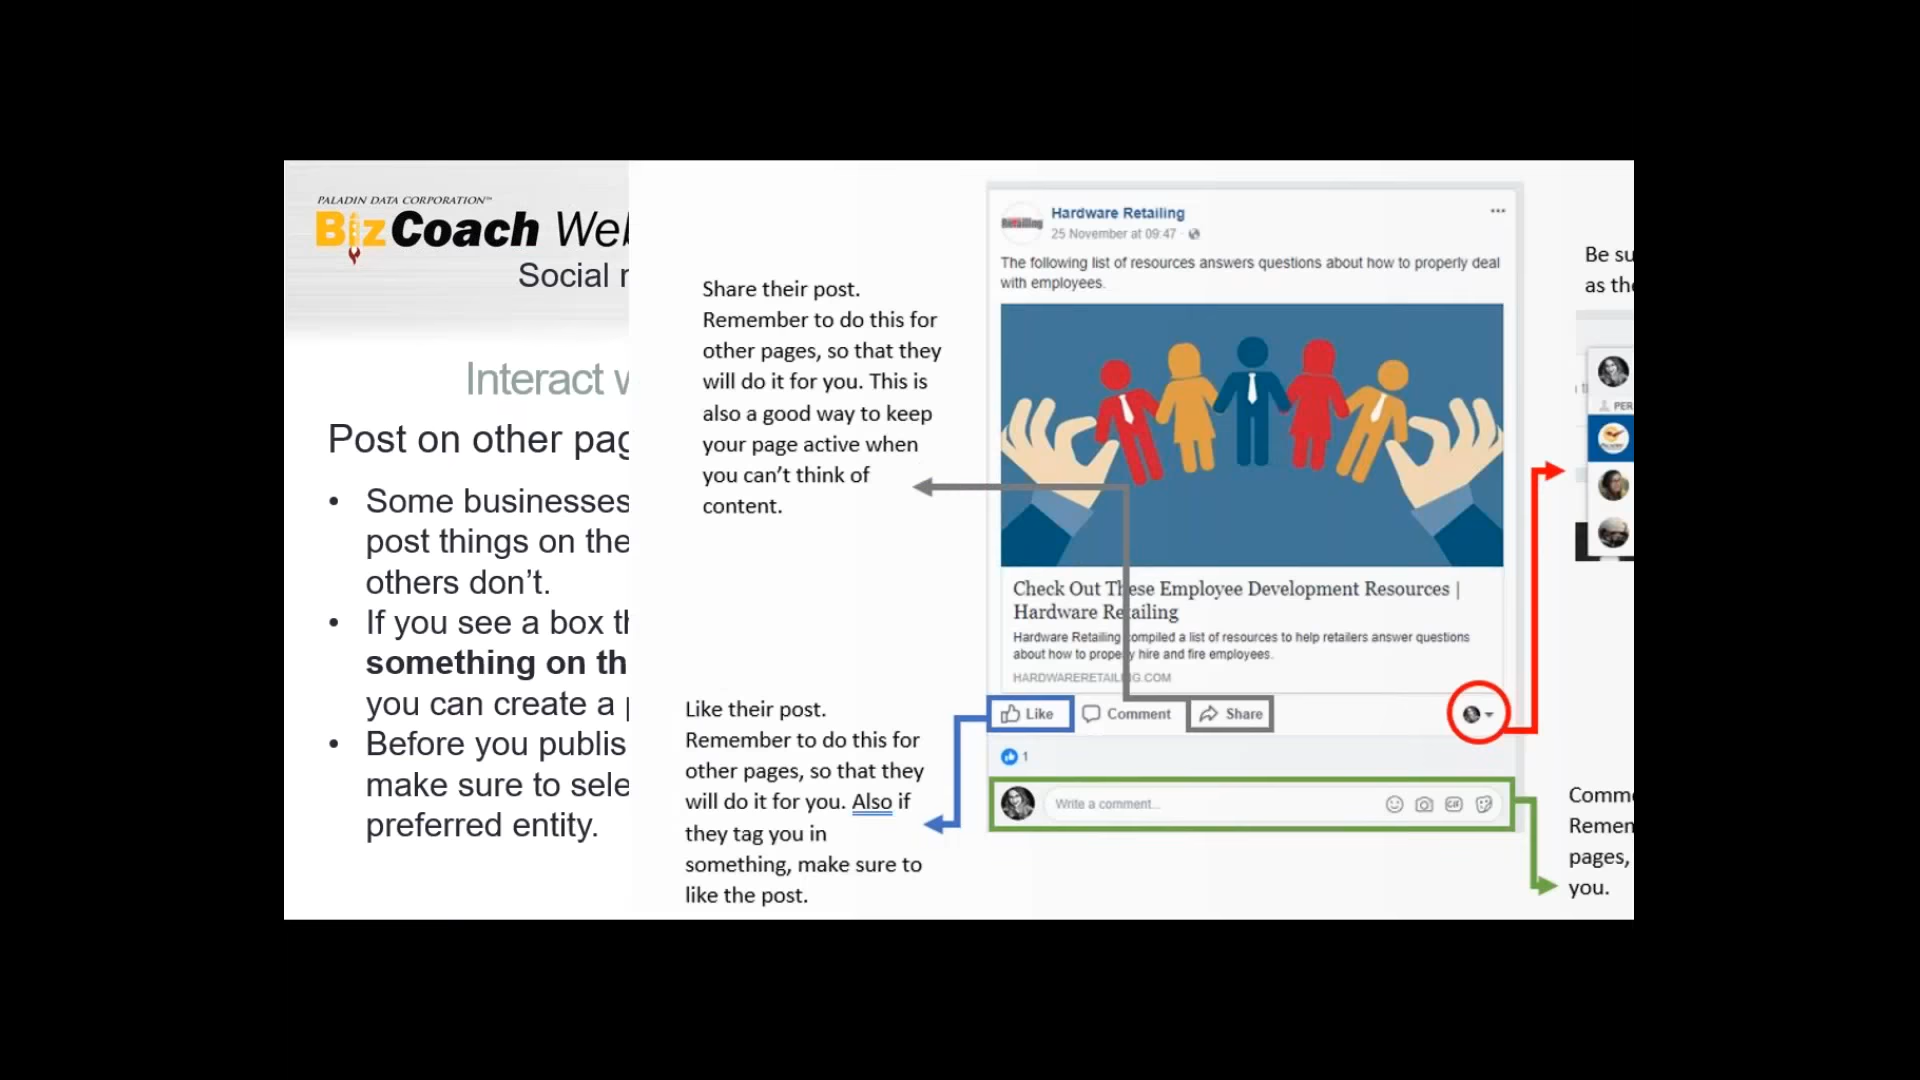 PALADIN DATA CORPORATION™
BizCoach Web
Social
Interact
Post on other pag
• Some businesses
post things on the
others don’t.
• If you see a box th
something on th
you can create a
• Before you publis
make sure to sele
preferred entity.
Share their post.
Remember to do this for
other pages, so that they
will do it for you. This is
also a good way to keep
your page active when
you can’t think of
content.
Like their post.
Remember to do this for
other pages, so that they
will do it for you. Also if
they tag you in
something, make sure to
like the post.
Hardware Retailing
25 November at 09:47
The following list of resources answers questions about how to properly deal
with employees.
Check Out These Employee Development Resources |
Hardware Retailing
Hardware Retailing compiled a list of resources to help retailers answer questions
about how to properly hire and fire employees.
HARDWARERETAILING.COM
Like Comment Share
1
Write a comment...
GIF
Be su
as the
PER
Comme
Remem
pages,
you.